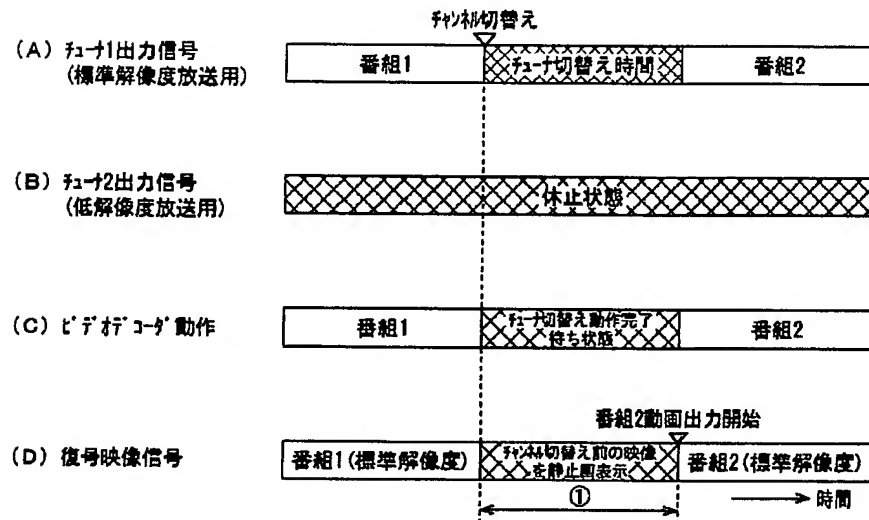 チャンネル切替え
(A) チューナ1出力信号
(標準解像度放送用)
番組1
チューナ切替え時間
番組2
(B) チューナ2出力信号
(低解像度放送用)
休止状態
(C) ビデオデコーダ動作
番組1
チューナ切替え動作完了
待ち状態
番組2
番組2動画出力開始
(D) 復号映像信号
番組1(標準解像度)
チャンネル切替え前の映像
を静止画表示
番組2(標準解像度)
①
時間